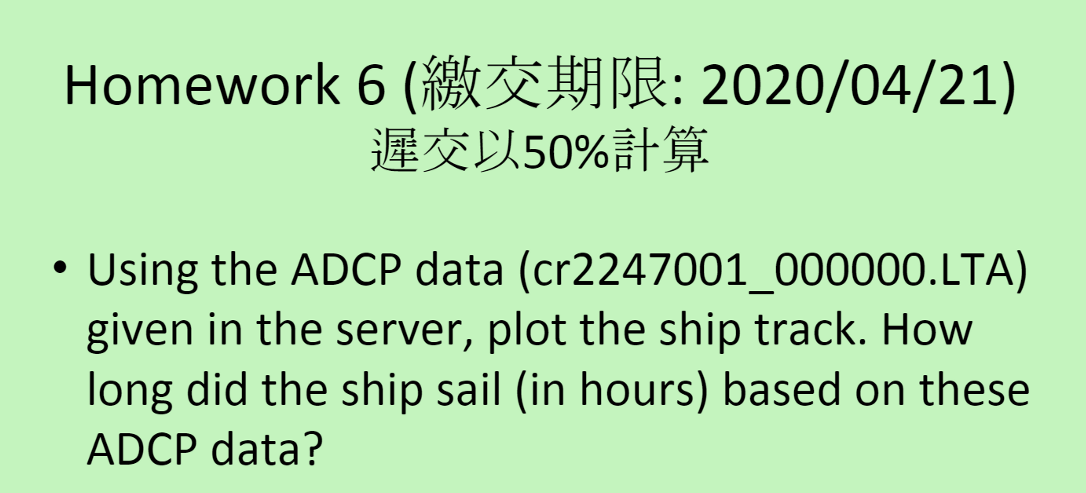 Homework 6 (繳交期限: 2020/04/21)
遲交以50%計算
• Using the ADCP data (cr2247001_000000.LTA)
given in the server, plot the ship track. How
long did the ship sail (in hours) based on these
ADCP data?